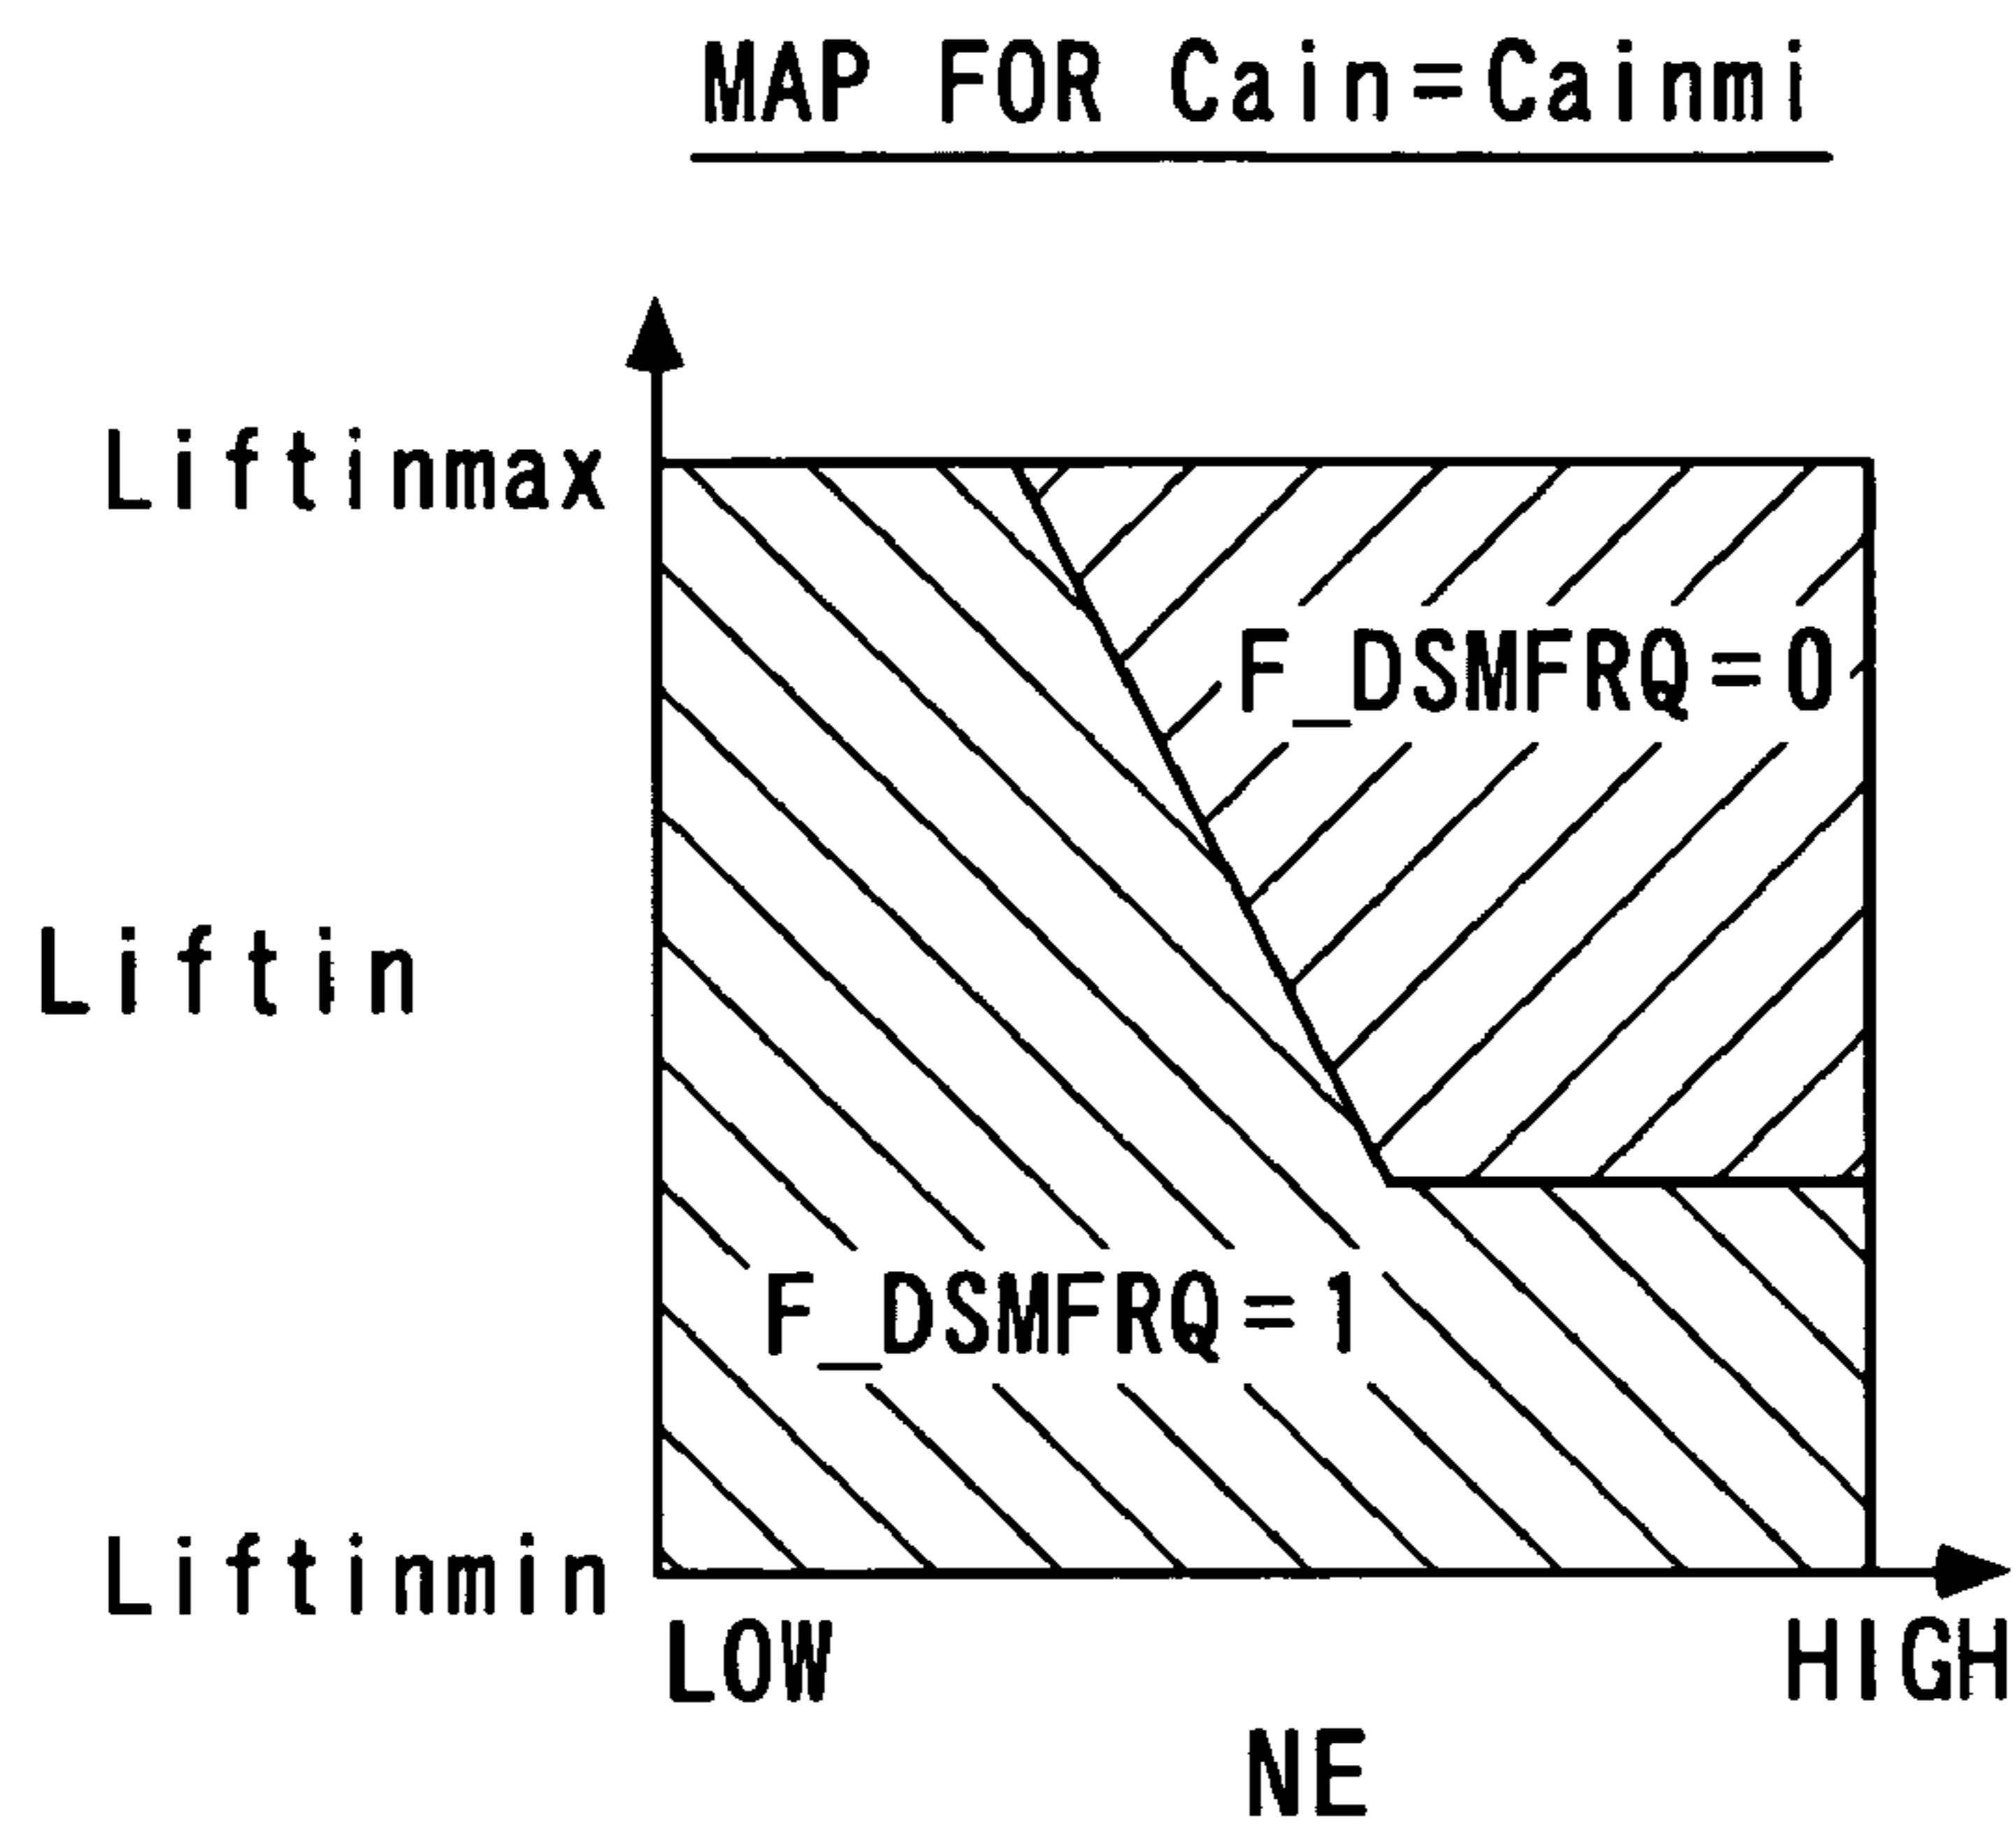 MAP FOR Cain=Cainmi
Liftinmax
F_DSMFRQ=0
Liftin
F_DSMFRQ=1
Liftinmin
LOW
HIGH
NE